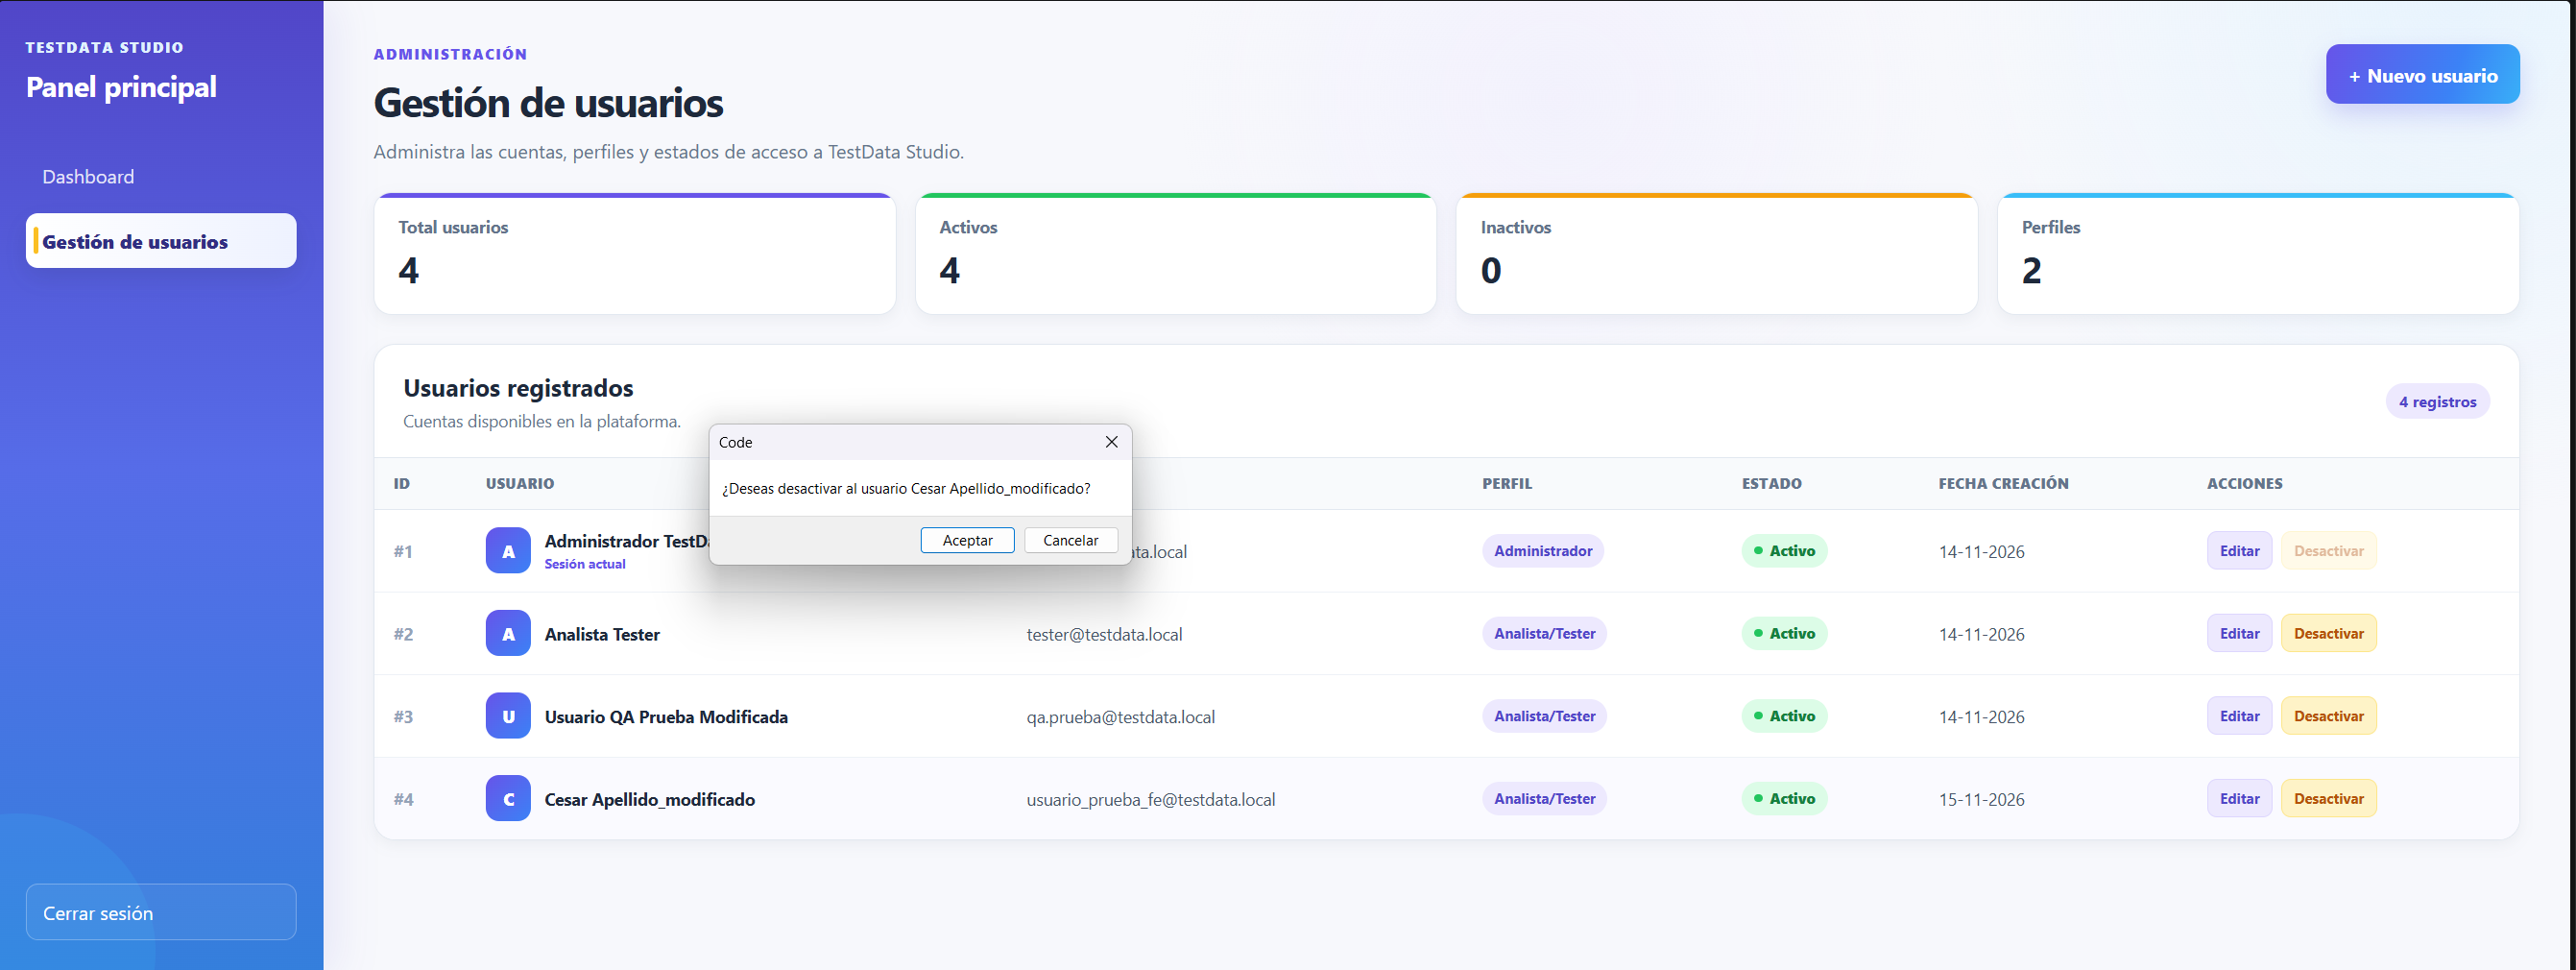 TESTDATA STUDIO
Panel principal
Dashboard
Gestión de usuarios
Cerrar sesión
ADMINISTRACIÓN
Gestión de usuarios
Administra las cuentas, perfiles y estados de acceso a TestData Studio.
+ Nuevo usuario
Total usuarios
4
Activos
4
Inactivos
0
Perfiles
2
Usuarios registrados
Cuentas disponibles en la plataforma.
4 registros
Code
¿Deseas desactivar al usuario Cesar Apellido_modificado?
Aceptar Cancelar
ID USUARIO PERFIL ESTADO FECHA CREACIÓN ACCIONES
#1 A Administrador Administrador Activo 14-11-2026 Editar Desactivar
Sesión actual
#2 A Analista Tester tester@testdata.local Analista/Tester Activo 14-11-2026 Editar Desactivar
#3 U Usuario QA Prueba Modificada qa.prueba@testdata.local Analista/Tester Activo 14-11-2026 Editar Desactivar
#4 C Cesar Apellido_modificado usuario_prueba_fe@testdata.local Analista/Tester Activo 15-11-2026 Editar Desactivar